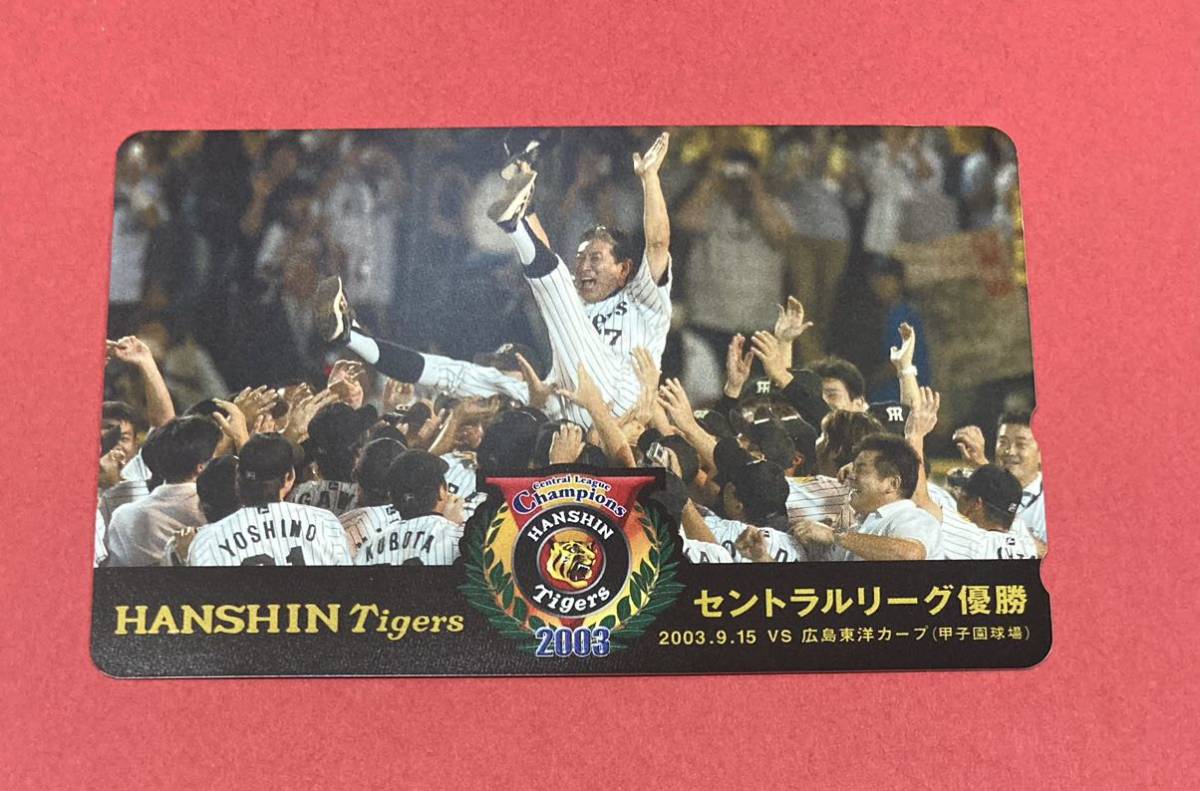 YOSHINO
KUBOTA
Central League
Champions
HANSHIN
Tigers
2003
HANSHIN Tigers
セントラルリーグ優勝
2003.9.15 VS 広島東洋カープ(甲子園球場)